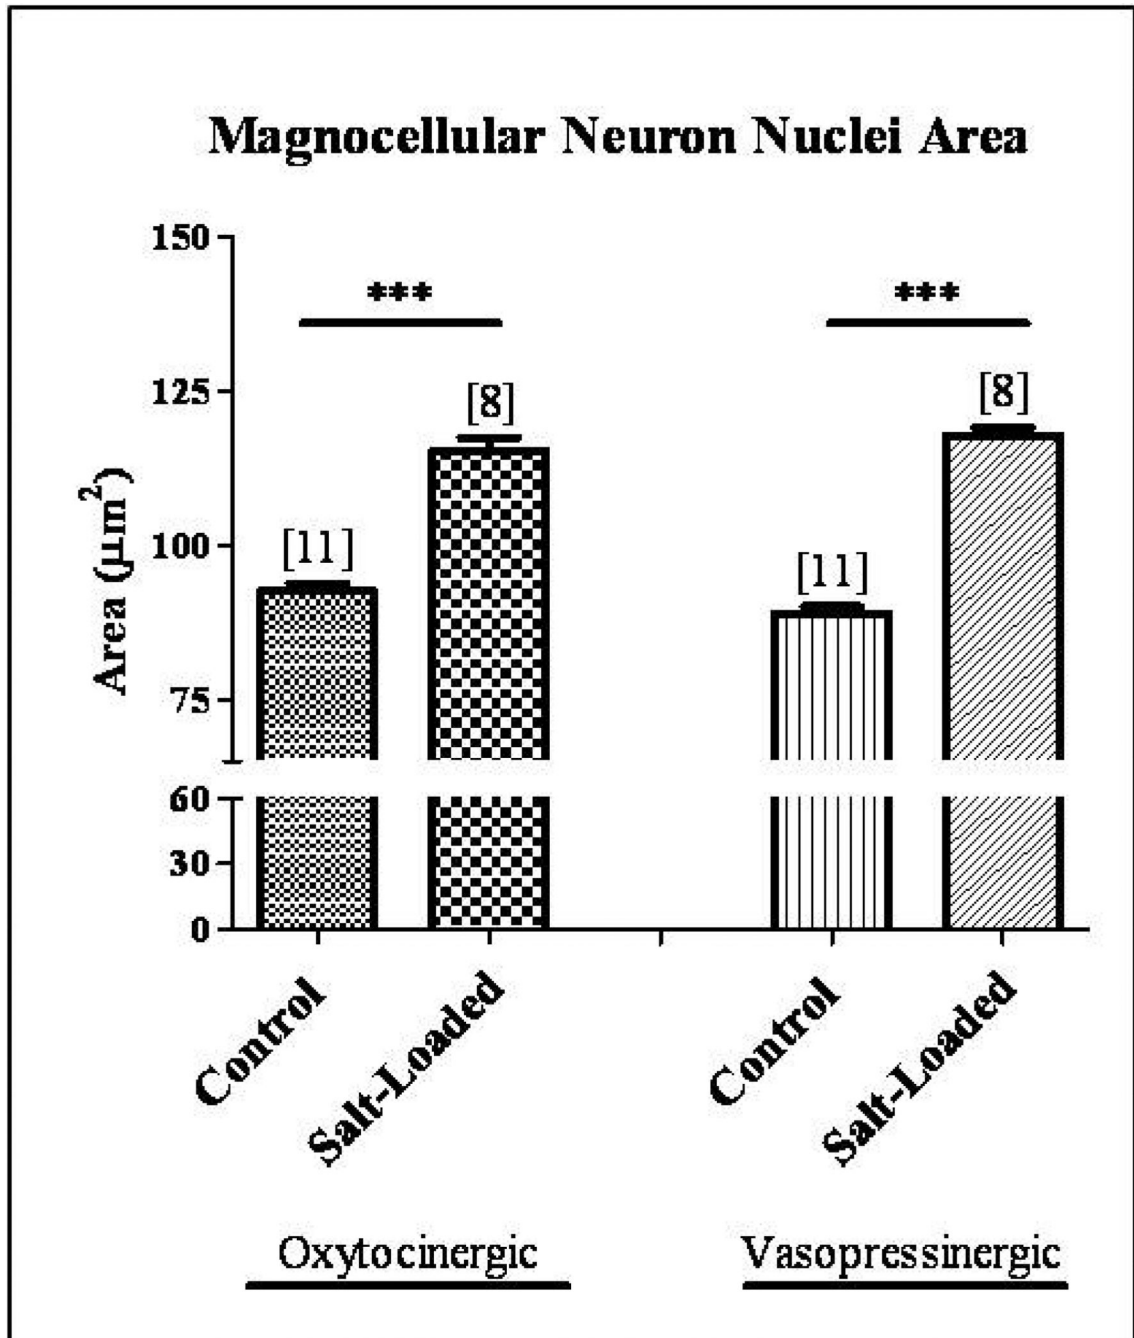 Magnocellular Neuron Nuclei Area
150
125
100
75
60
30
0
Area (μm²)
***
***
[11]
[8]
[11]
[8]
Control
Salt-Loaded
Control
Salt-Loaded
Oxytocinergic
Vasopressinergic